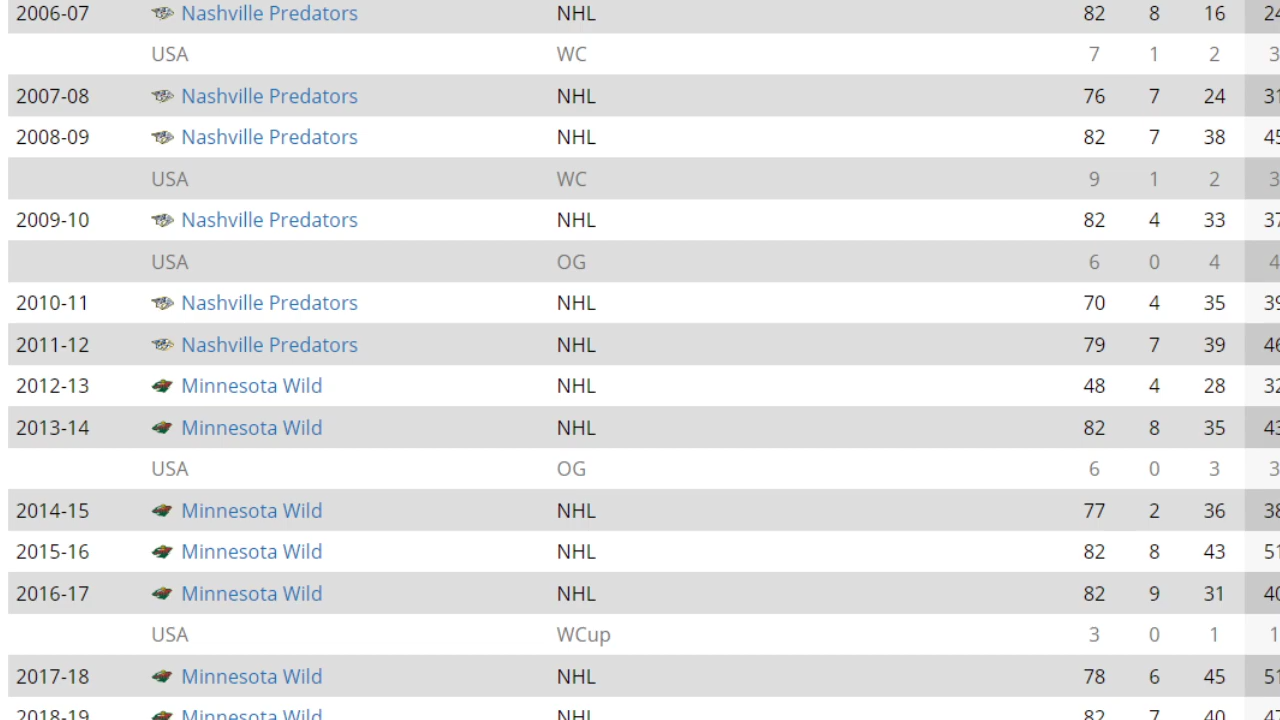 2006-07 Nashville Predators NHL 82 8 16 24
USA WC 7 1 2 3
2007-08 Nashville Predators NHL 76 7 24 31
2008-09 Nashville Predators NHL 82 7 38 45
USA WC 9 1 2 3
2009-10 Nashville Predators NHL 82 4 33 37
USA OG 6 0 4 4
2010-11 Nashville Predators NHL 70 4 35 39
2011-12 Nashville Predators NHL 79 7 39 46
2012-13 Minnesota Wild NHL 48 4 28 32
2013-14 Minnesota Wild NHL 82 8 35 43
USA OG 6 0 3 3
2014-15 Minnesota Wild NHL 77 2 36 38
2015-16 Minnesota Wild NHL 82 8 43 51
2016-17 Minnesota Wild NHL 82 9 31 40
USA WCup 3 0 1 1
2017-18 Minnesota Wild NHL 78 6 45 51
2018-19 Minnesota Wild NHL 82 7 40 47